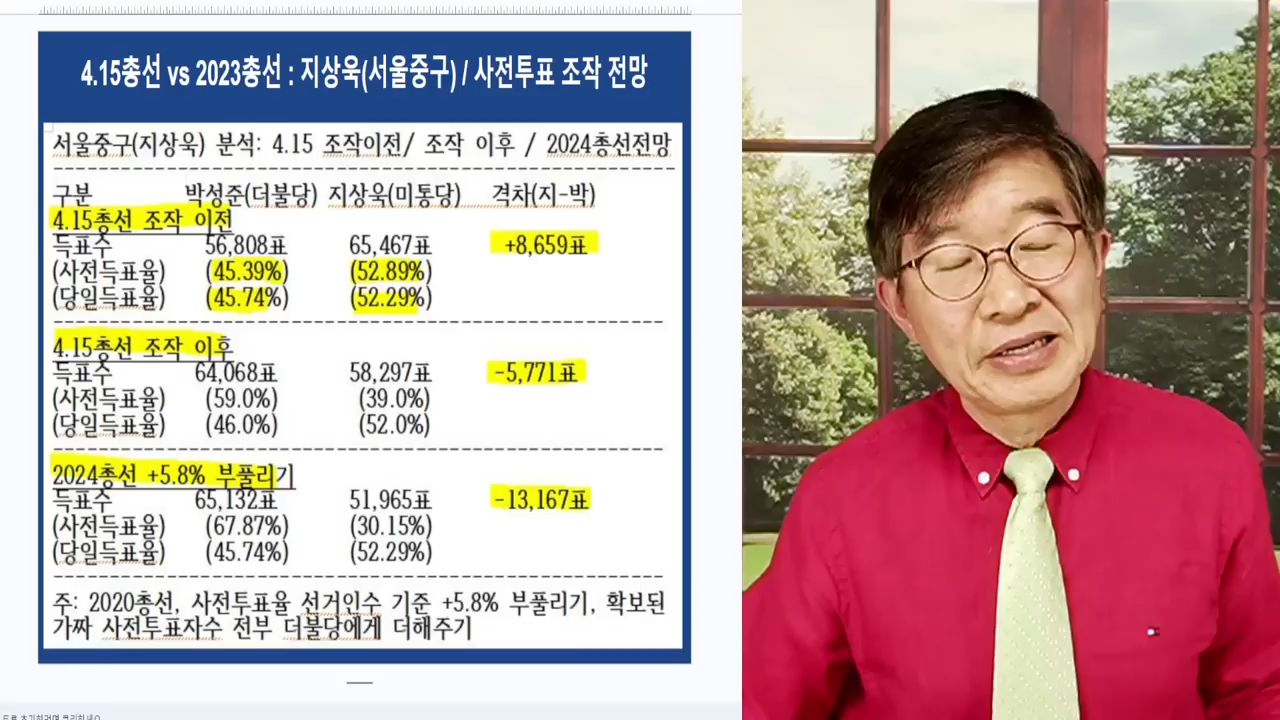 4.15총선 vs 2023총선 : 지상욱(서울중구) / 사전투표 조작 전망
서울중구(지상욱) 분석: 4.15 조작이전/ 조작 이후 / 2024총선전망
구분 박성준(더불당) 지상욱(미통당) 격차(지-박)
4.15총선 조작 이전
득표수 56,808표 65,467표 +8,659표
(사전득표율) (45.39%) (52.89%)
(당일득표율) (45.74%) (52.29%)
4.15총선 조작 이후
득표수 64,068표 58,297표 -5,771표
(사전득표율) (59.0%) (39.0%)
(당일득표율) (46.0%) (52.0%)
2024총선 +5.8% 부풀리기
득표수 65,132표 51,965표 -13,167표
(사전득표율) (67.87%) (30.15%)
(당일득표율) (45.74%) (52.29%)
주: 2020총선, 사전투표율 선거인수 기준 +5.8% 부풀리기, 확보된
가짜 사전투표자수 전부 더불당에게 더해주기